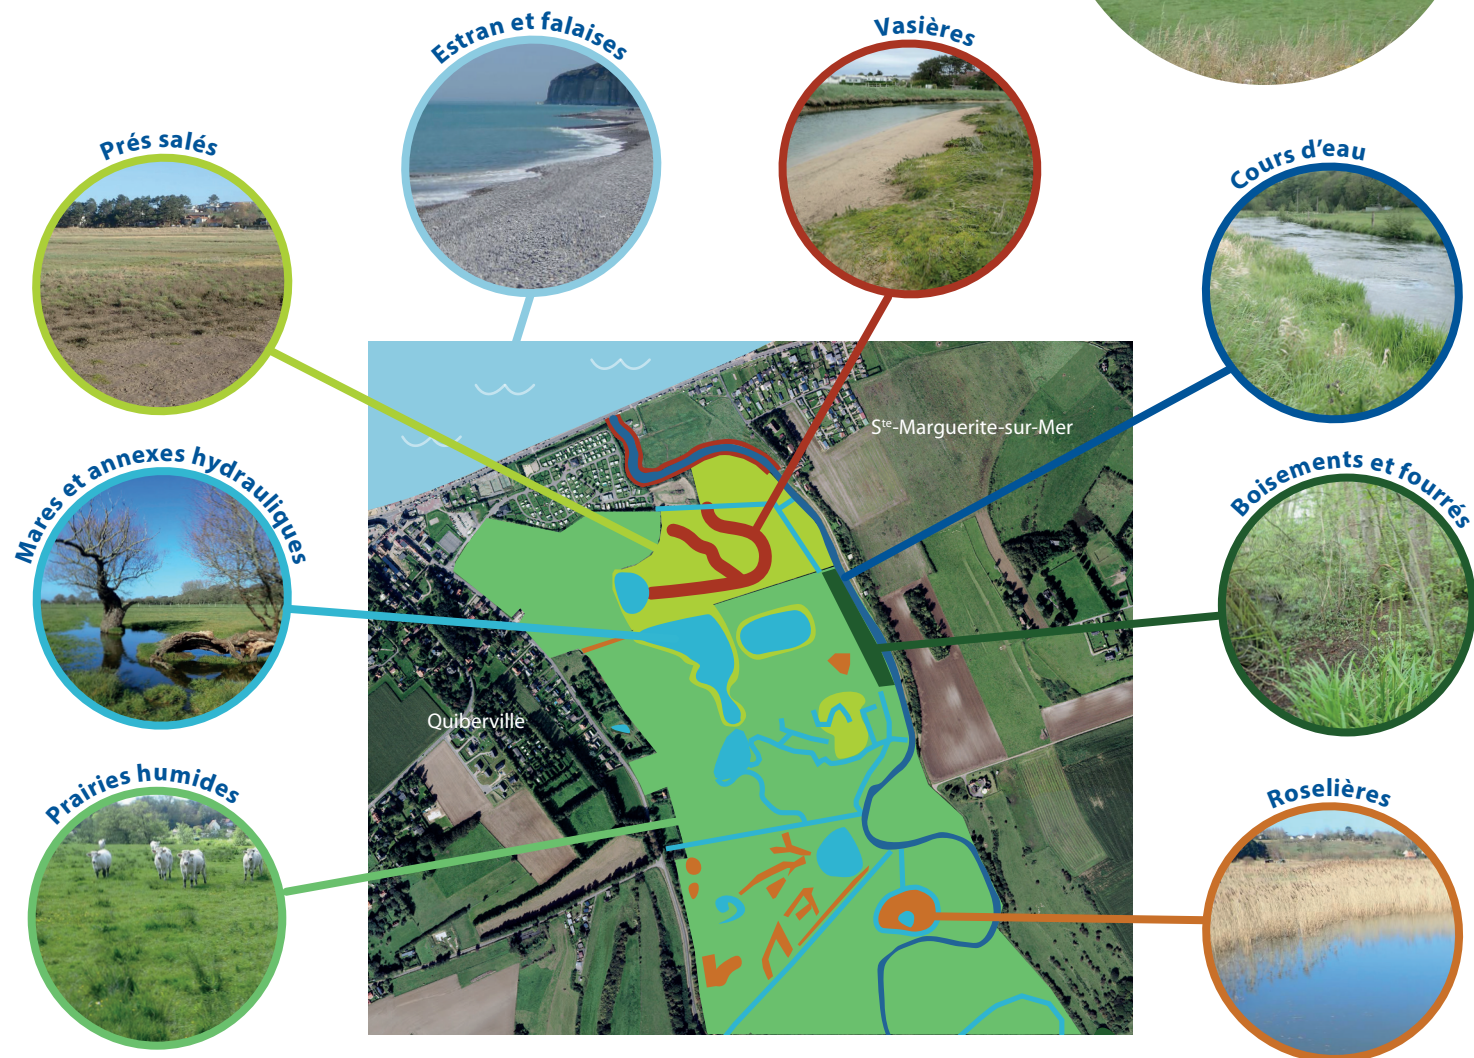 Estran et falaises
Vasières
Prés salés
Cours d'eau
Ste-Marguerite-sur-Mer
Mares et annexes hydrauliques
Boisements et fourrés
Quiberville
Prairies humides
Roselières